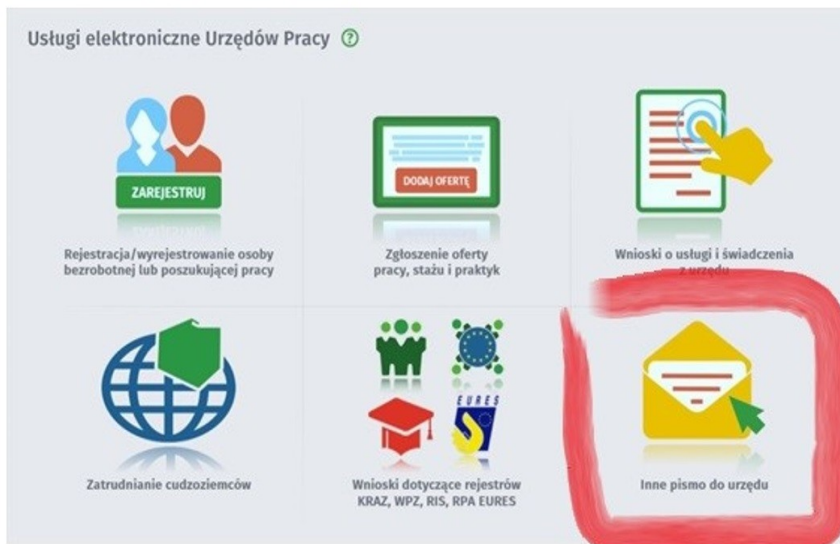 Usługi elektroniczne Urzędów Pracy ?
ZAREJESTRUJ
Rejestracja/wyrejestrowanie osoby
bezrobotnej lub poszukującej pracy
DODAJ OFERTĘ
Zgłoszenie oferty
pracy, stażu i praktyk
Wnioski o usługi i świadczenia
z urzędu
Zatrudnianie cudzoziemców
EURES
Wnioski dotyczące rejestrów
KRAZ, WPZ, RIS, RPA EURES
Inne pismo do urzędu